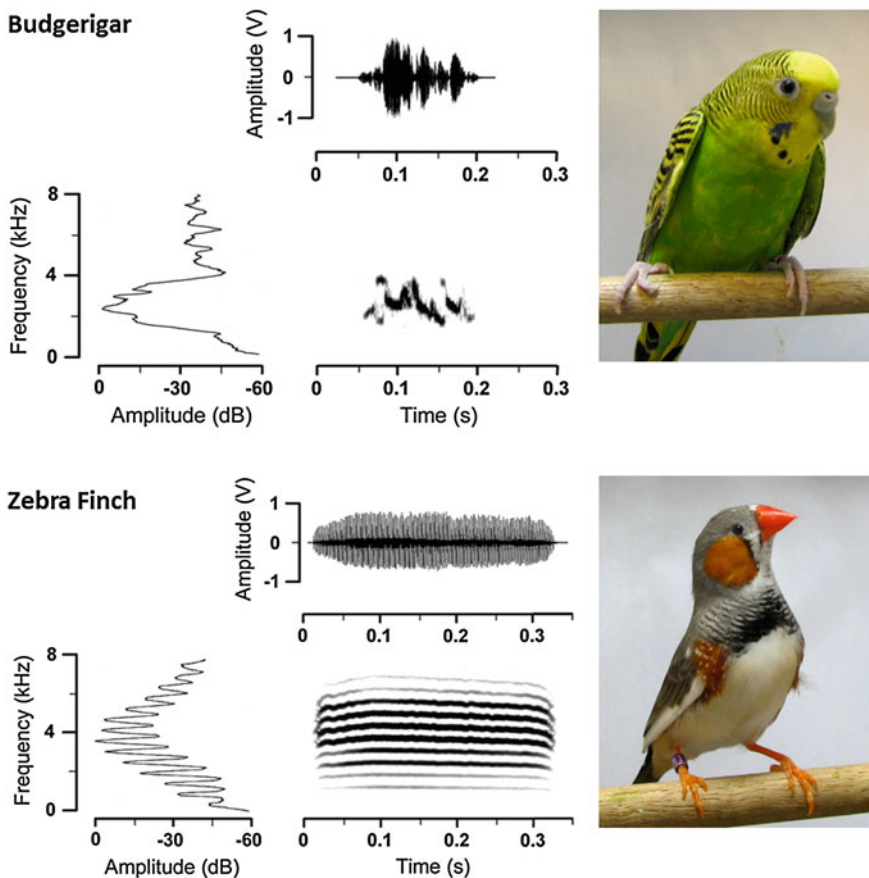 Budgerigar
Amplitude (V)
1
0
-1
0 0.1 0.2 0.3
Frequency (kHz)
8
4
0
0 -30 -60
Amplitude (dB)
0 0.1 0.2 0.3
Time (s)
Zebra Finch
Amplitude (V)
1
0
-1
0 0.1 0.2 0.3
Frequency (kHz)
8
4
0
0 -30 -60
Amplitude (dB)
0 0.1 0.2 0.3
Time (s)